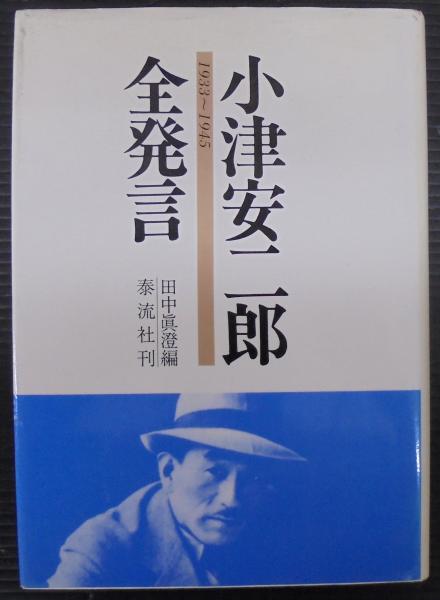 小津安二郎
1933~1945
全発言
田中眞澄編
泰流社刊